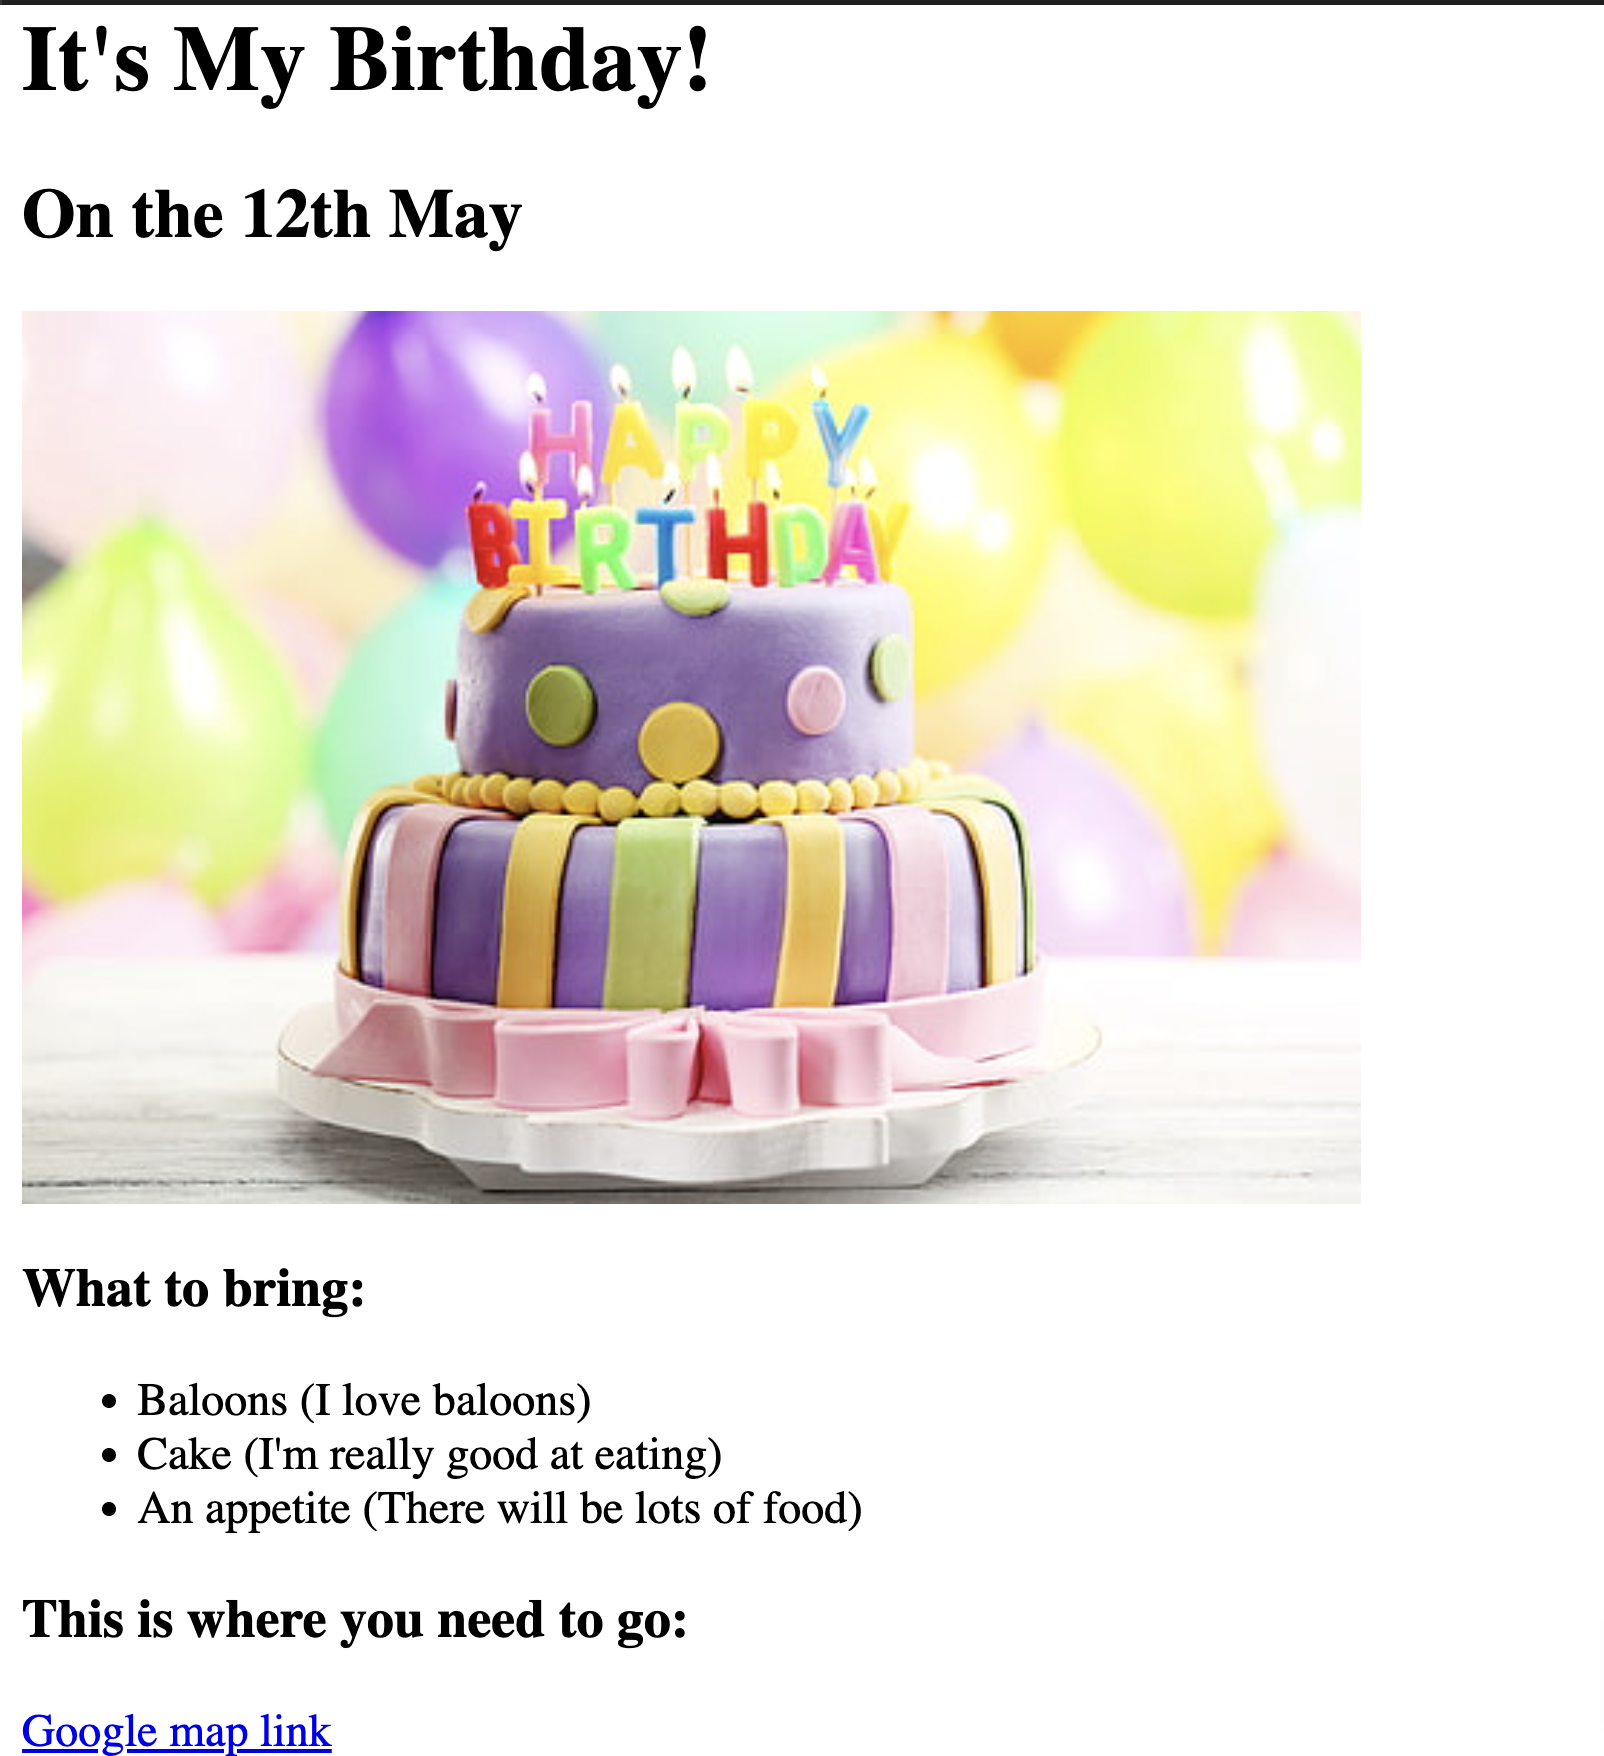 It's My Birthday!
On the 12th May
HAPPY
BIRTHDAY
What to bring:
Baloons (I love baloons)
Cake (I'm really good at eating)
An appetite (There will be lots of food)
This is where you need to go:
Google map link